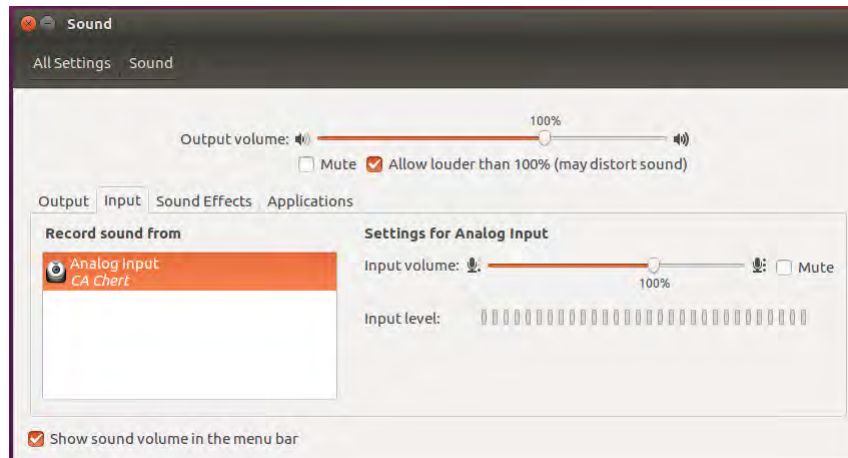 Sound
All Settings Sound
100%
Output volume:
Mute Allow louder than 100% (may distort sound)
Output Input Sound Effects Applications
Record sound from Settings for Analog Input
Analog Input
CA Chert
Input volume: Mute
100%
Input level:
Show sound volume in the menu bar